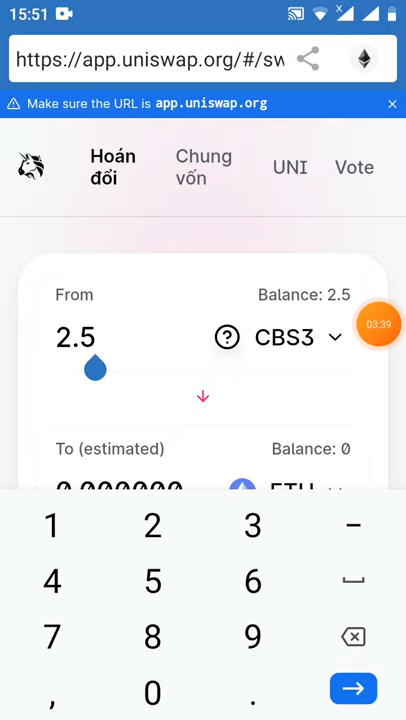 15:51
https://app.uniswap.org/#/sw
Make sure the URL is app.uniswap.org
Hoán đổi
Chung vốn
UNI
Vote
From
Balance: 2.5
2.5
CBS3
03:39
To (estimated)
Balance: 0
ETH
1 2 3 -
4 5 6
7 8 9
, 0 .